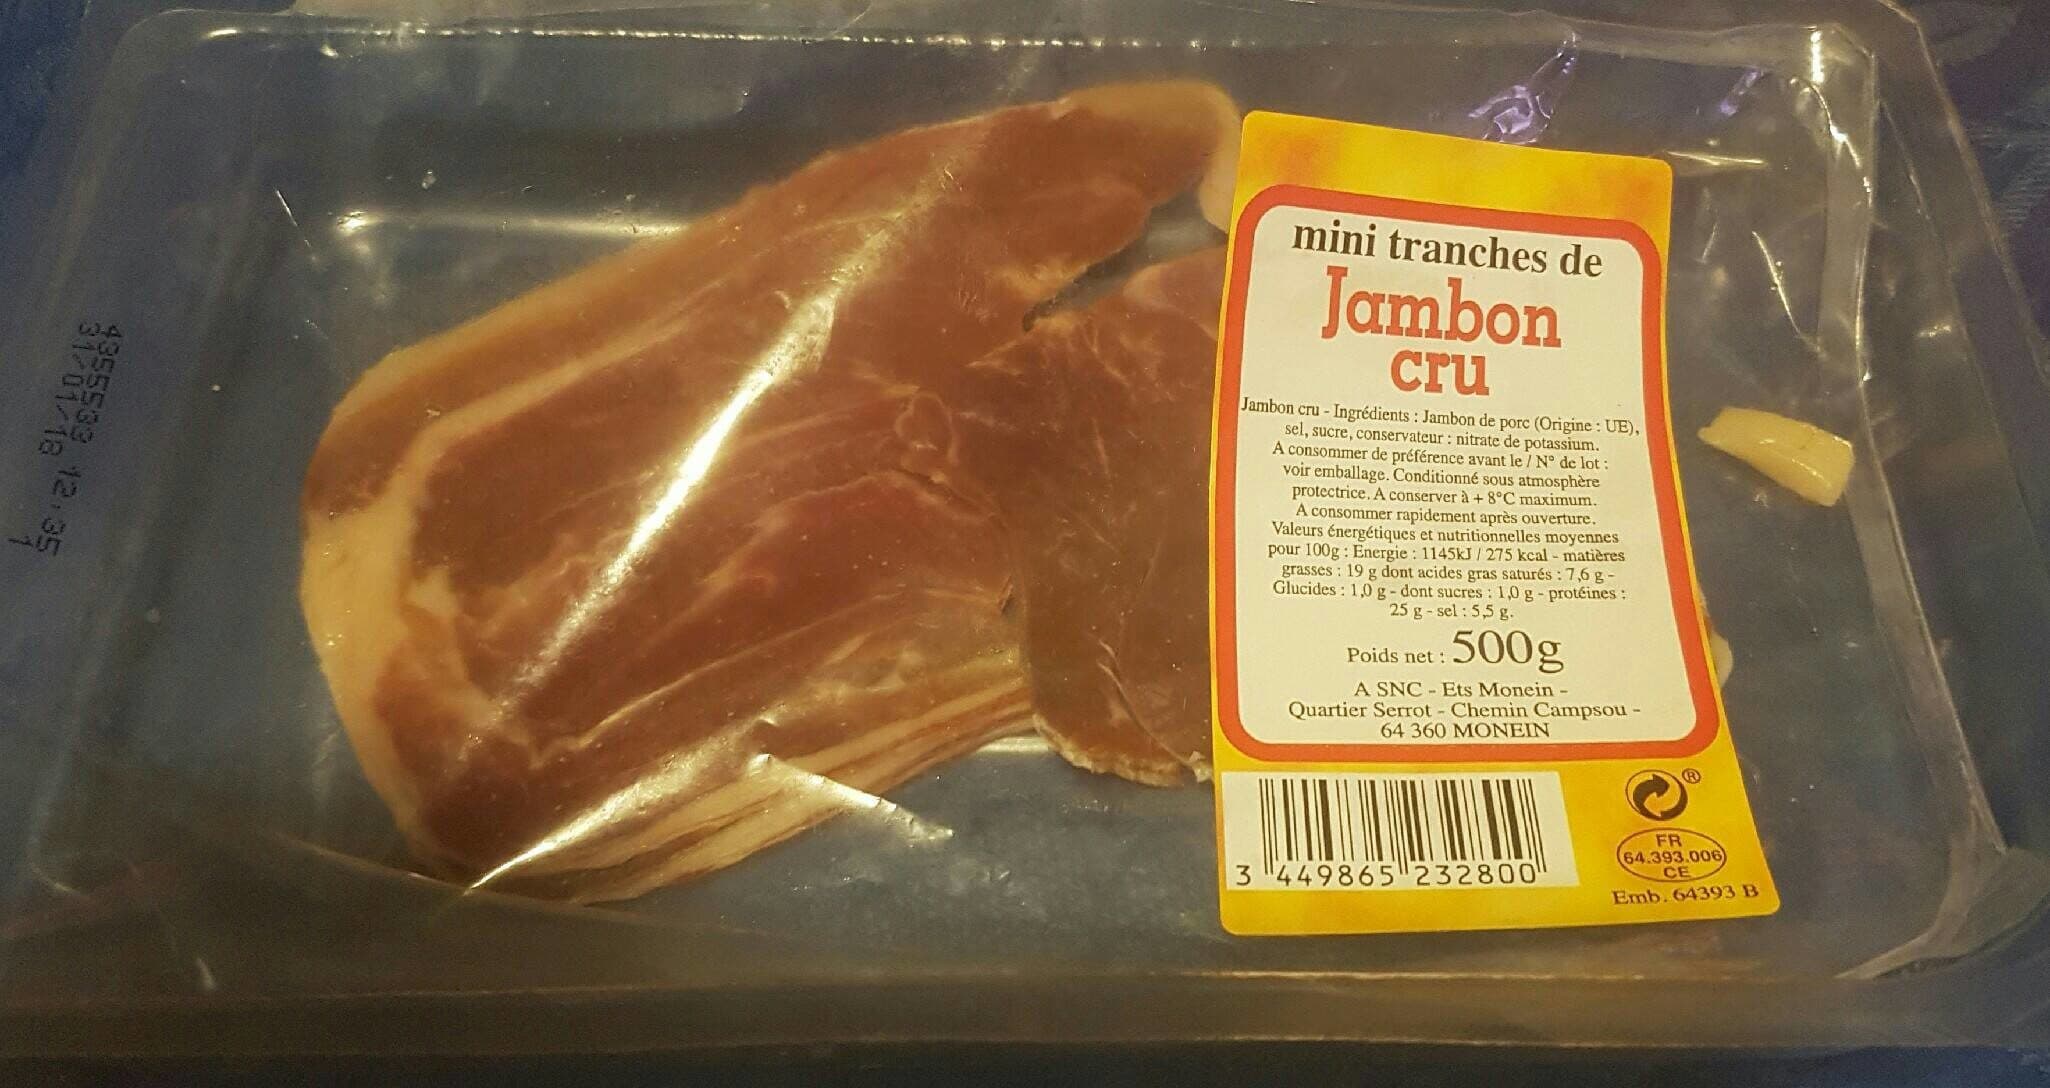 mini tranches de
Jambon
cru
Jambon cru - Ingrédients : Jambon de porc (Origine : UE),
sel, sucre, conservateur : nitrate de potassium.
A consommer de préférence avant le / N° de lot :
voir emballage. Conditionné sous atmosphère
protectrice. A conserver à + 8°C maximum.
A consommer rapidement après ouverture.
Valeurs énergétiques et nutritionnelles moyennes
pour 100g : Energie : 1145kJ / 275 kcal - matières
grasses : 19 g dont acides gras saturés : 7,6 g -
Glucides : 1,0 g - dont sucres : 1,0 g - protéines :
25 g - sel : 5,5 g.
Poids net : 500g
A SNC - Ets Monein -
Quartier Serrot - Chemin Campsou -
64 360 MONEIN
3 449865 232800
®
FR
64.393.006
CE
Emb. 64393 B
12:35
31/01/18 1